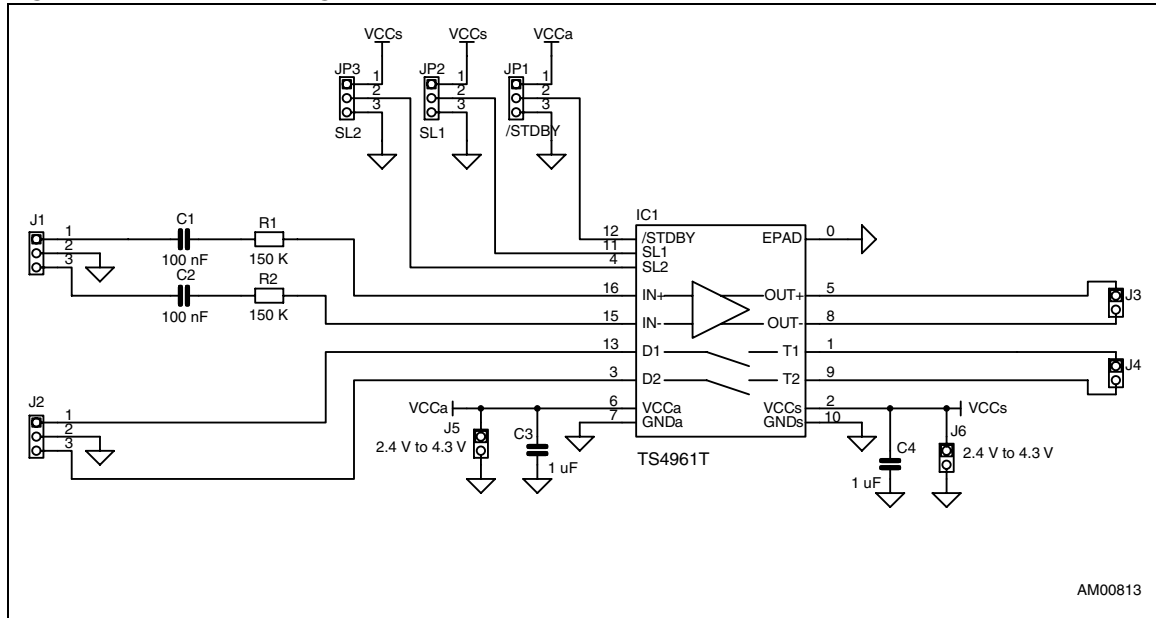 VCCs VCCs VCCa
JP3 JP2 JP1
1 1 1
2 2 2
3 3 3
SL2 SL1 /STDBY
IC1
J1 1 C1 R1 12 /STDBY EPAD 0
2 11 SL1
3 100 nF 150 K 4 SL2
C2 R2 16 IN+ OUT+ 5 J3
100 nF 150 K 15 IN- OUT- 8
13 D1 T1 1 J4
3 D2 T2 9
J2 1 VCCa 6 VCCa VCCs 2 VCCs
2 J5 C3 7 GNDa GNDs 10 J6
3 2.4 V to 4.3 V C4 2.4 V to 4.3 V
1 uF TS4961T 1 uF
AM00813